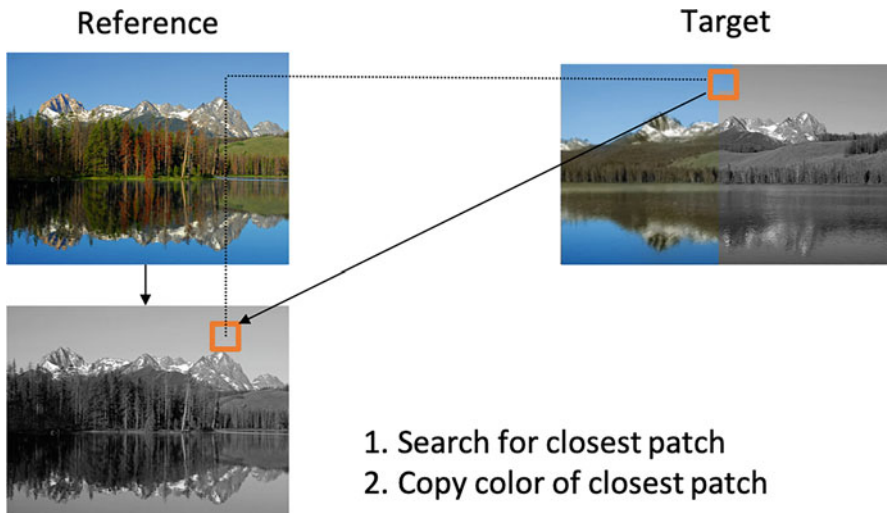 Reference
Target
1. Search for closest patch
2. Copy color of closest patch